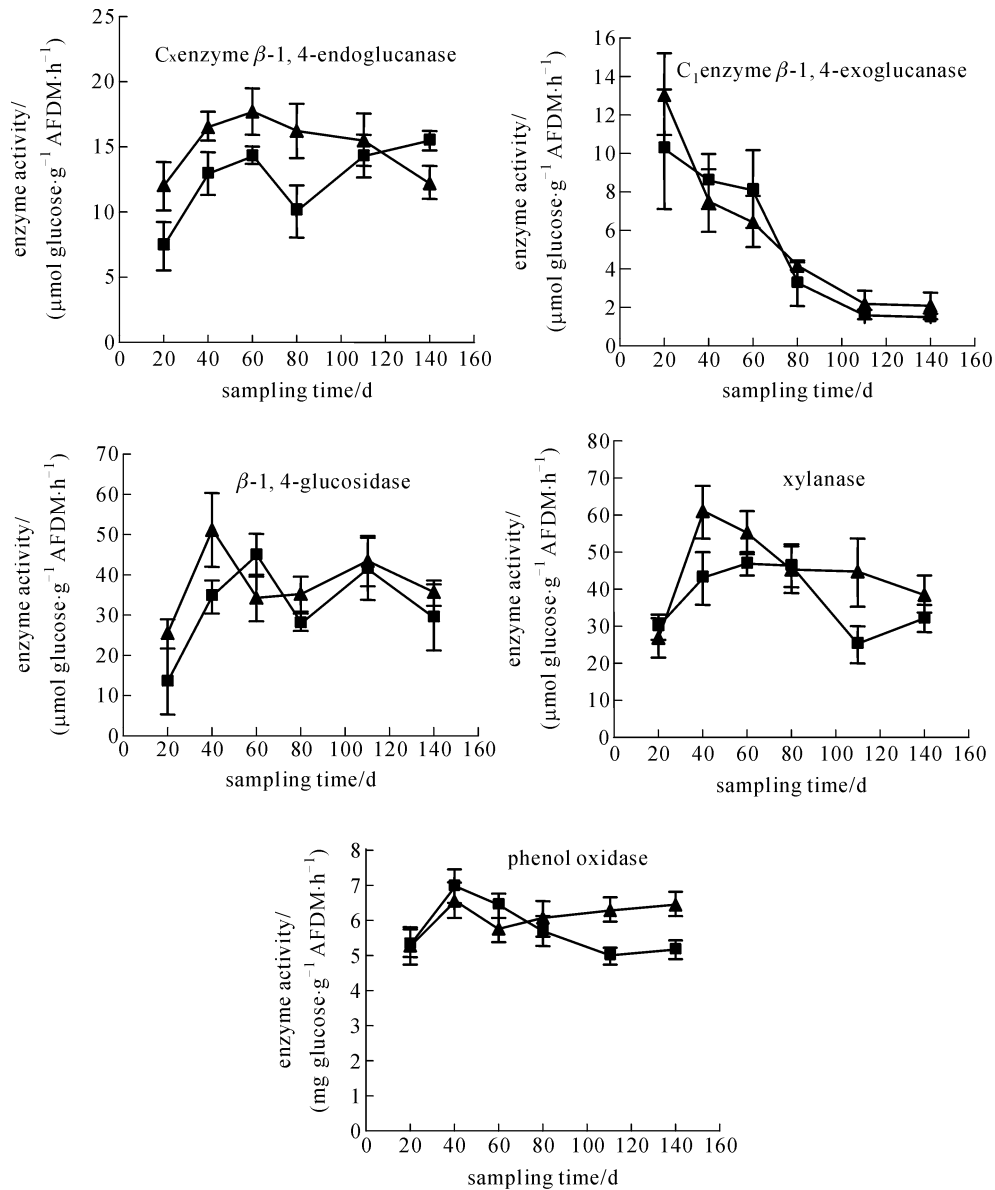 Cxenzyme β-1, 4-endoglucanase
enzyme activity/
(μmol glucose·g⁻¹ AFDM·h⁻¹)
25
20
15
10
5
0
0 20 40 60 80 100 120 140 160
sampling time/d
C₁enzyme β-1, 4-exoglucanase
enzyme activity/
(μmol glucose·g⁻¹ AFDM·h⁻¹)
16
14
12
10
8
6
4
2
0
0 20 40 60 80 100 120 140 160
sampling time/d
β-1, 4-glucosidase
enzyme activity/
(μmol glucose·g⁻¹ AFDM·h⁻¹)
70
60
50
40
30
20
10
0
0 20 40 60 80 100 120 140 160
sampling time/d
xylanase
enzyme activity/
(μmol glucose·g⁻¹ AFDM·h⁻¹)
80
70
60
50
40
30
20
10
0
0 20 40 60 80 100 120 140 160
sampling time/d
phenol oxidase
enzyme activity/
(mg glucose·g⁻¹ AFDM·h⁻¹)
8
7
6
5
4
3
2
1
0
0 20 40 60 80 100 120 140 160
sampling time/d